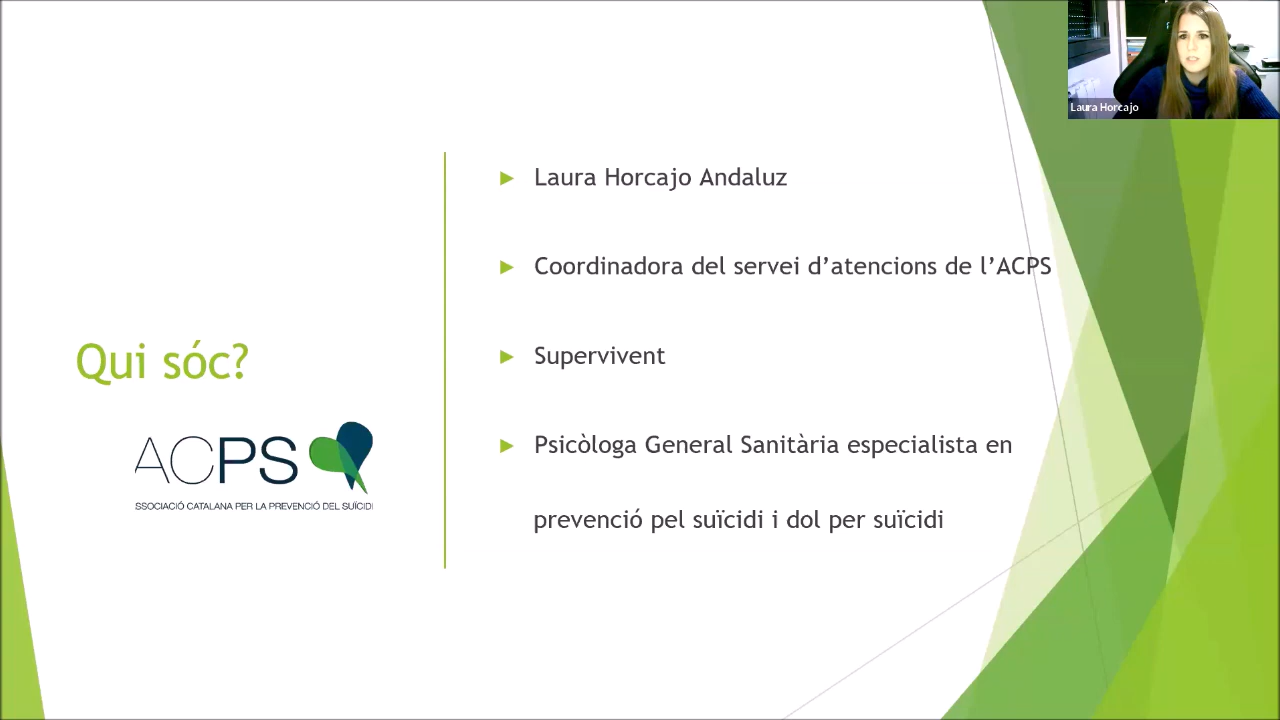 Laura Horcajo
Laura Horcajo Andaluz
Coordinadora del servei d’atencions de l’ACPS
Supervivent
Psicòloga General Sanitària especialista en
prevenció pel suïcidi i dol per suïcidi
Qui sóc?
ACPS
SSOCIACIÓ CATALANA PER LA PREVENCIÓ DEL SUÏCIDI